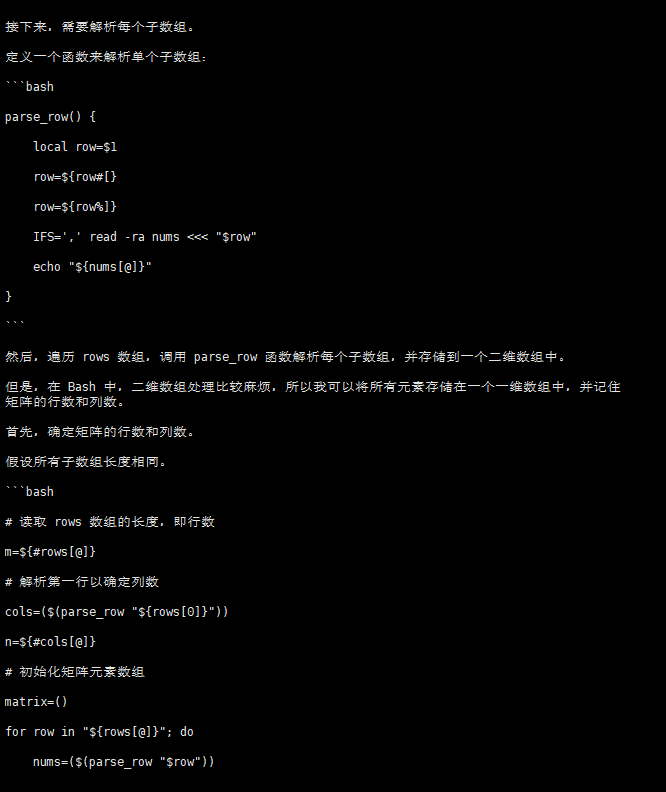 接下来，需要解析每个子数组。
定义一个函数来解析单个子数组：
```bash
parse_row() {
    local row=$1
    row=${row#[}
    row=${row%]}
    IFS=',' read -ra nums <<< "$row"
    echo "${nums[@]}"
}
```
然后，遍历 rows 数组，调用 parse_row 函数解析每个子数组，并存储到一个二维数组中。
但是，在 Bash 中，二维数组处理比较麻烦，所以我可以将所有元素存储在一个一维数组中，并记住
矩阵的行数和列数。
首先，确定矩阵的行数和列数。
假设所有子数组长度相同。
```bash
# 读取 rows 数组的长度，即行数
m=${#rows[@]}
# 解析第一行以确定列数
cols=($(parse_row "${rows[0]}"))
n=${#cols[@]}
# 初始化矩阵元素数组
matrix=()
for row in "${rows[@]}"; do
    nums=($(parse_row "$row"))